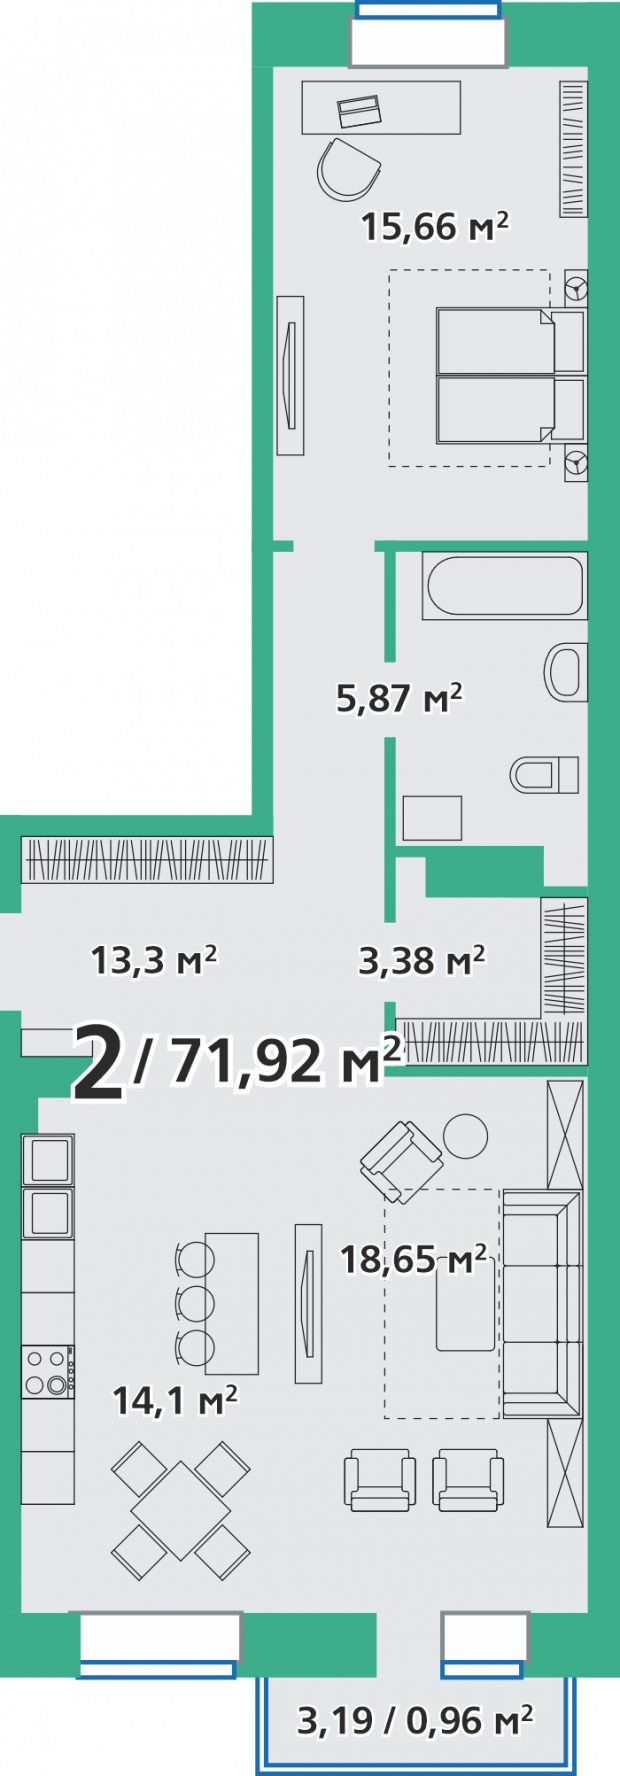 15,66 м²
5,87 м²
13,3 м²
3,38 м²
2 / 71,92 м²
18,65 м²
14,1 м²
3,19 / 0,96 м²